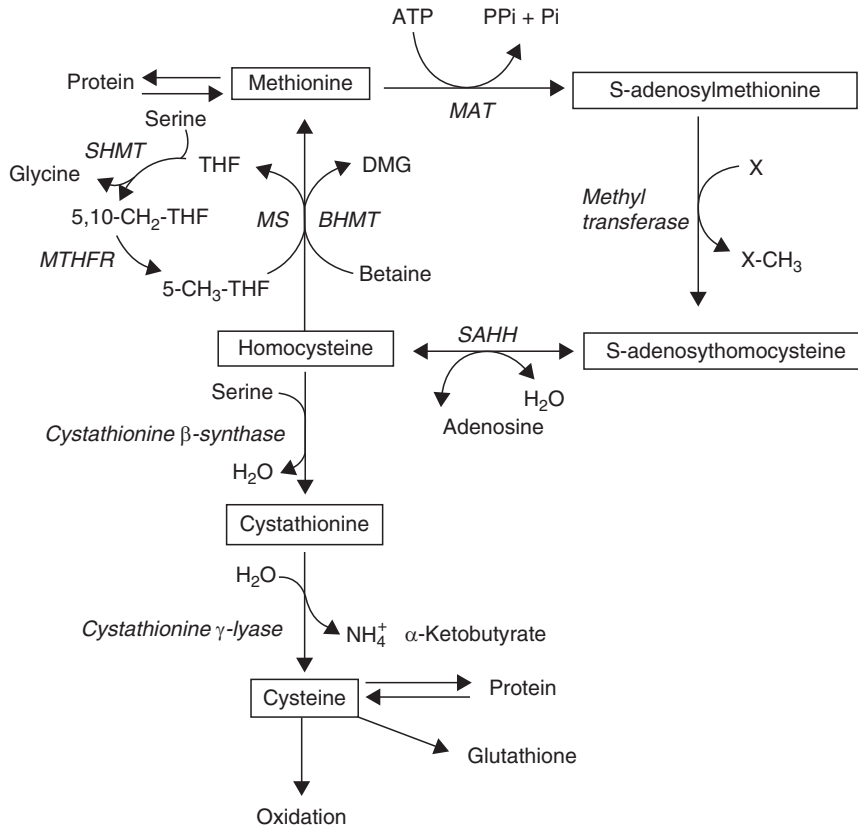 ATP
PPi + Pi
Protein
Methionine
S-adenosylmethionine
MAT
Serine
SHMT
THF
DMG
X
Glycine
Methyl
transferase
5,10-CH₂-THF
MS
BHMT
MTHFR
X-CH₃
5-CH₃-THF
Betaine
Homocysteine
SAHH
S-adenosythomocysteine
Serine
H₂O
Adenosine
Cystathionine β-synthase
H₂O
Cystathionine
H₂O
Cystathionine γ-lyase
NH₄⁺ α-Ketobutyrate
Cysteine
Protein
Glutathione
Oxidation